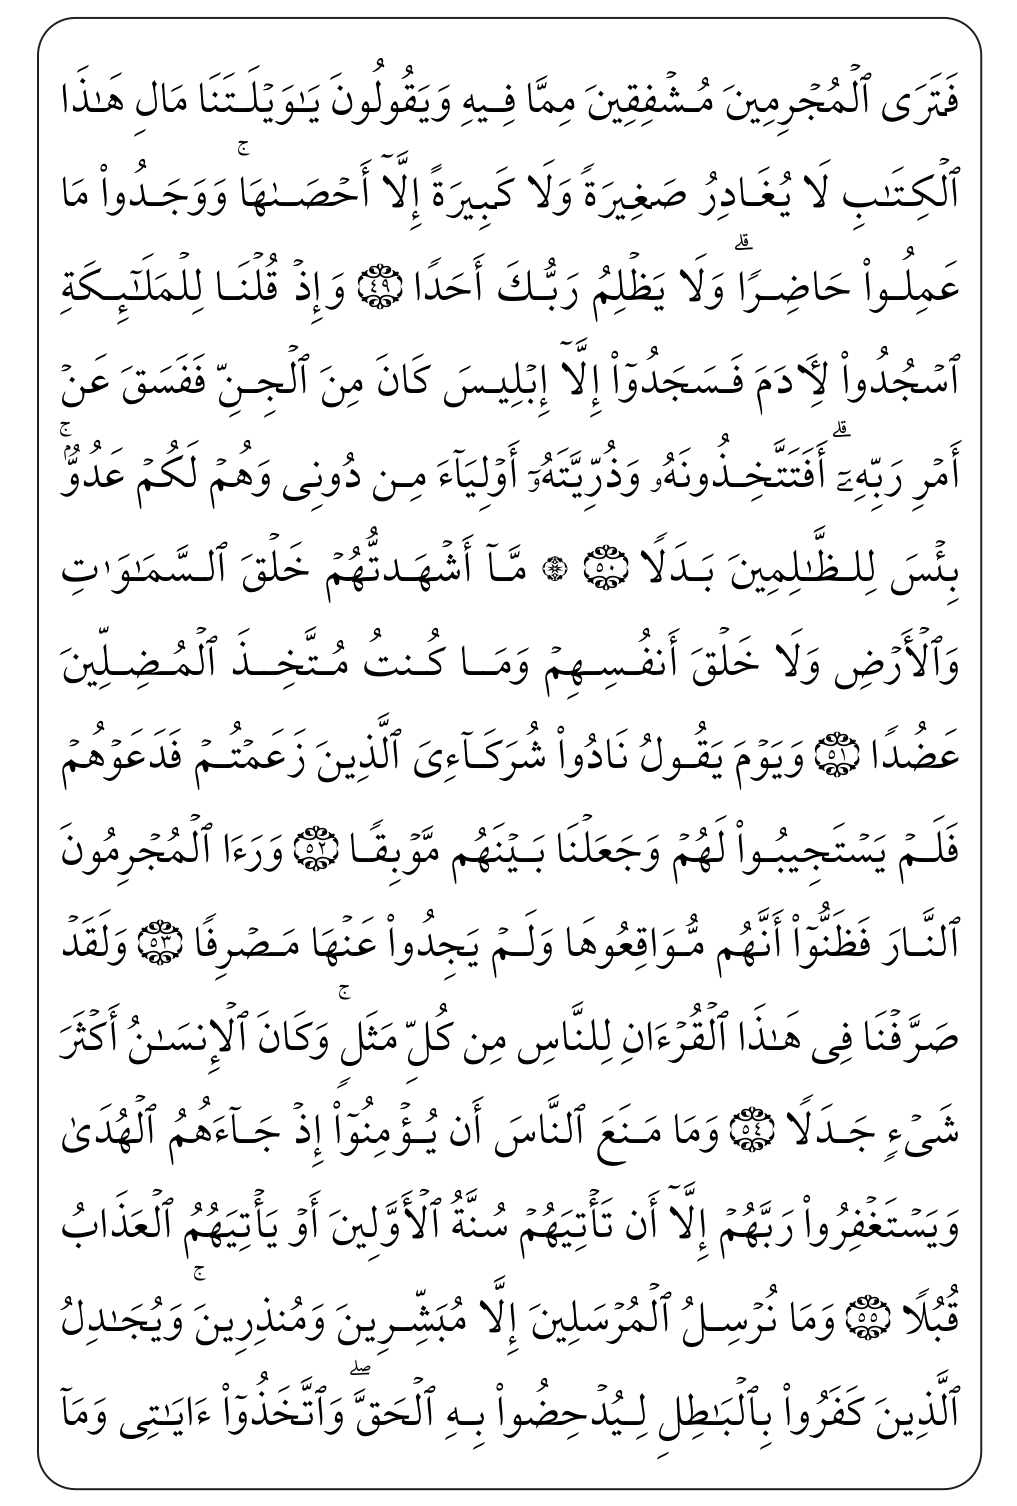 فَتَرَى ٱلْمُجْرِمِينَ مُشْفِقِينَ مِمَّا فِيهِ وَيَقُولُونَ يَـٰوَيْلَتَنَا مَالِ هَـٰذَا
ٱلْكِتَـٰبِ لَا يُغَادِرُ صَغِيرَةً وَلَا كَبِيرَةً إِلَّآ أَحْصَىٰهَا ۚ وَوَجَدُوا۟ مَا
عَمِلُوا۟ حَاضِرًا ۗ وَلَا يَظْلِمُ رَبُّكَ أَحَدًا ٤٩ وَإِذْ قُلْنَا لِلْمَلَـٰٓئِكَةِ
ٱسْجُدُوا۟ لِـَٔادَمَ فَسَجَدُوٓا۟ إِلَّآ إِبْلِيسَ كَانَ مِنَ ٱلْجِنِّ فَفَسَقَ عَنْ
أَمْرِ رَبِّهِۦٓ ۗ أَفَتَتَّخِذُونَهُۥ وَذُرِّيَّتَهُۥٓ أَوْلِيَآءَ مِن دُونِى وَهُمْ لَكُمْ عَدُوٌّۢ ۚ
بِئْسَ لِلظَّـٰلِمِينَ بَدَلًا ٥٠ ۞ مَّآ أَشْهَدتُّهُمْ خَلْقَ ٱلسَّمَـٰوَٰتِ
وَٱلْأَرْضِ وَلَا خَلْقَ أَنفُسِهِمْ وَمَا كُنتُ مُتَّخِذَ ٱلْمُضِلِّينَ
عَضُدًا ٥١ وَيَوْمَ يَقُولُ نَادُوا۟ شُرَكَآءِىَ ٱلَّذِينَ زَعَمْتُمْ فَدَعَوْهُمْ
فَلَمْ يَسْتَجِيبُوا۟ لَهُمْ وَجَعَلْنَا بَيْنَهُم مَّوْبِقًا ٥٢ وَرَءَا ٱلْمُجْرِمُونَ
ٱلنَّارَ فَظَنُّوٓا۟ أَنَّهُم مُّوَاقِعُوهَا وَلَمْ يَجِدُوا۟ عَنْهَا مَصْرِفًا ٥٣ وَلَقَدْ
صَرَّفْنَا فِى هَـٰذَا ٱلْقُرْءَانِ لِلنَّاسِ مِن كُلِّ مَثَلٍ ۚ وَكَانَ ٱلْإِنسَـٰنُ أَكْثَرَ
شَىْءٍ جَدَلًا ٥٤ وَمَا مَنَعَ ٱلنَّاسَ أَن يُؤْمِنُوٓا۟ إِذْ جَآءَهُمُ ٱلْهُدَىٰ
وَيَسْتَغْفِرُوا۟ رَبَّهُمْ إِلَّآ أَن تَأْتِيَهُمْ سُنَّةُ ٱلْأَوَّلِينَ أَوْ يَأْتِيَهُمُ ٱلْعَذَابُ
قُبُلًا ٥٥ وَمَا نُرْسِلُ ٱلْمُرْسَلِينَ إِلَّا مُبَشِّرِينَ وَمُنذِرِينَ ۚ وَيُجَـٰدِلُ
ٱلَّذِينَ كَفَرُوا۟ بِٱلْبَـٰطِلِ لِيُدْحِضُوا۟ بِهِ ٱلْحَقَّ ۖ وَٱتَّخَذُوٓا۟ ءَايَـٰتِى وَمَآ